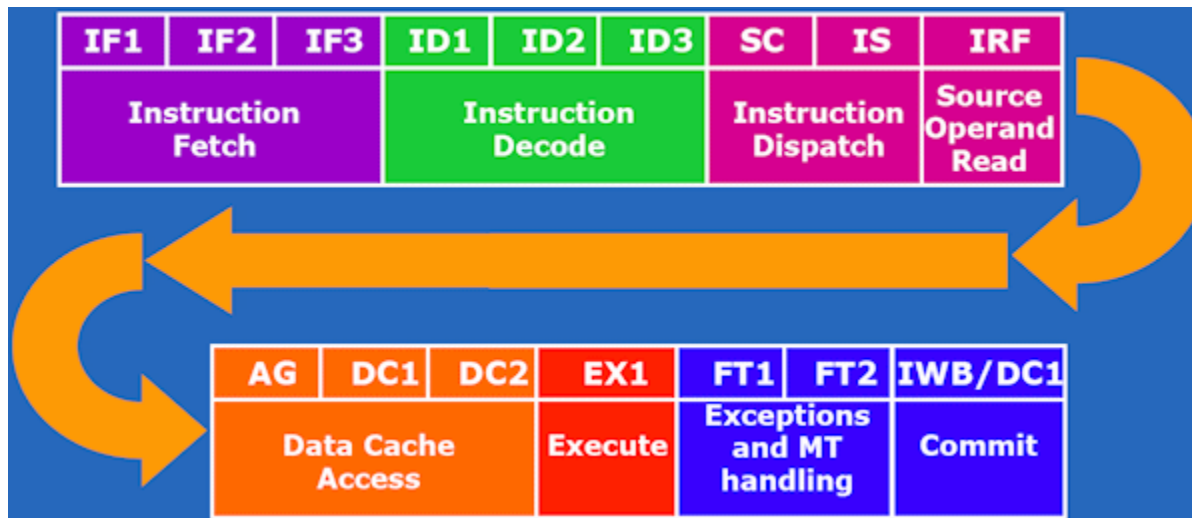 IF1 IF2 IF3 ID1 ID2 ID3 SC IS IRF
Instruction
Fetch
Instruction
Decode
Instruction
Dispatch
Source
Operand
Read
AG DC1 DC2 EX1 FT1 FT2 IWB/DC1
Data Cache
Access
Execute
Exceptions
and MT
handling
Commit